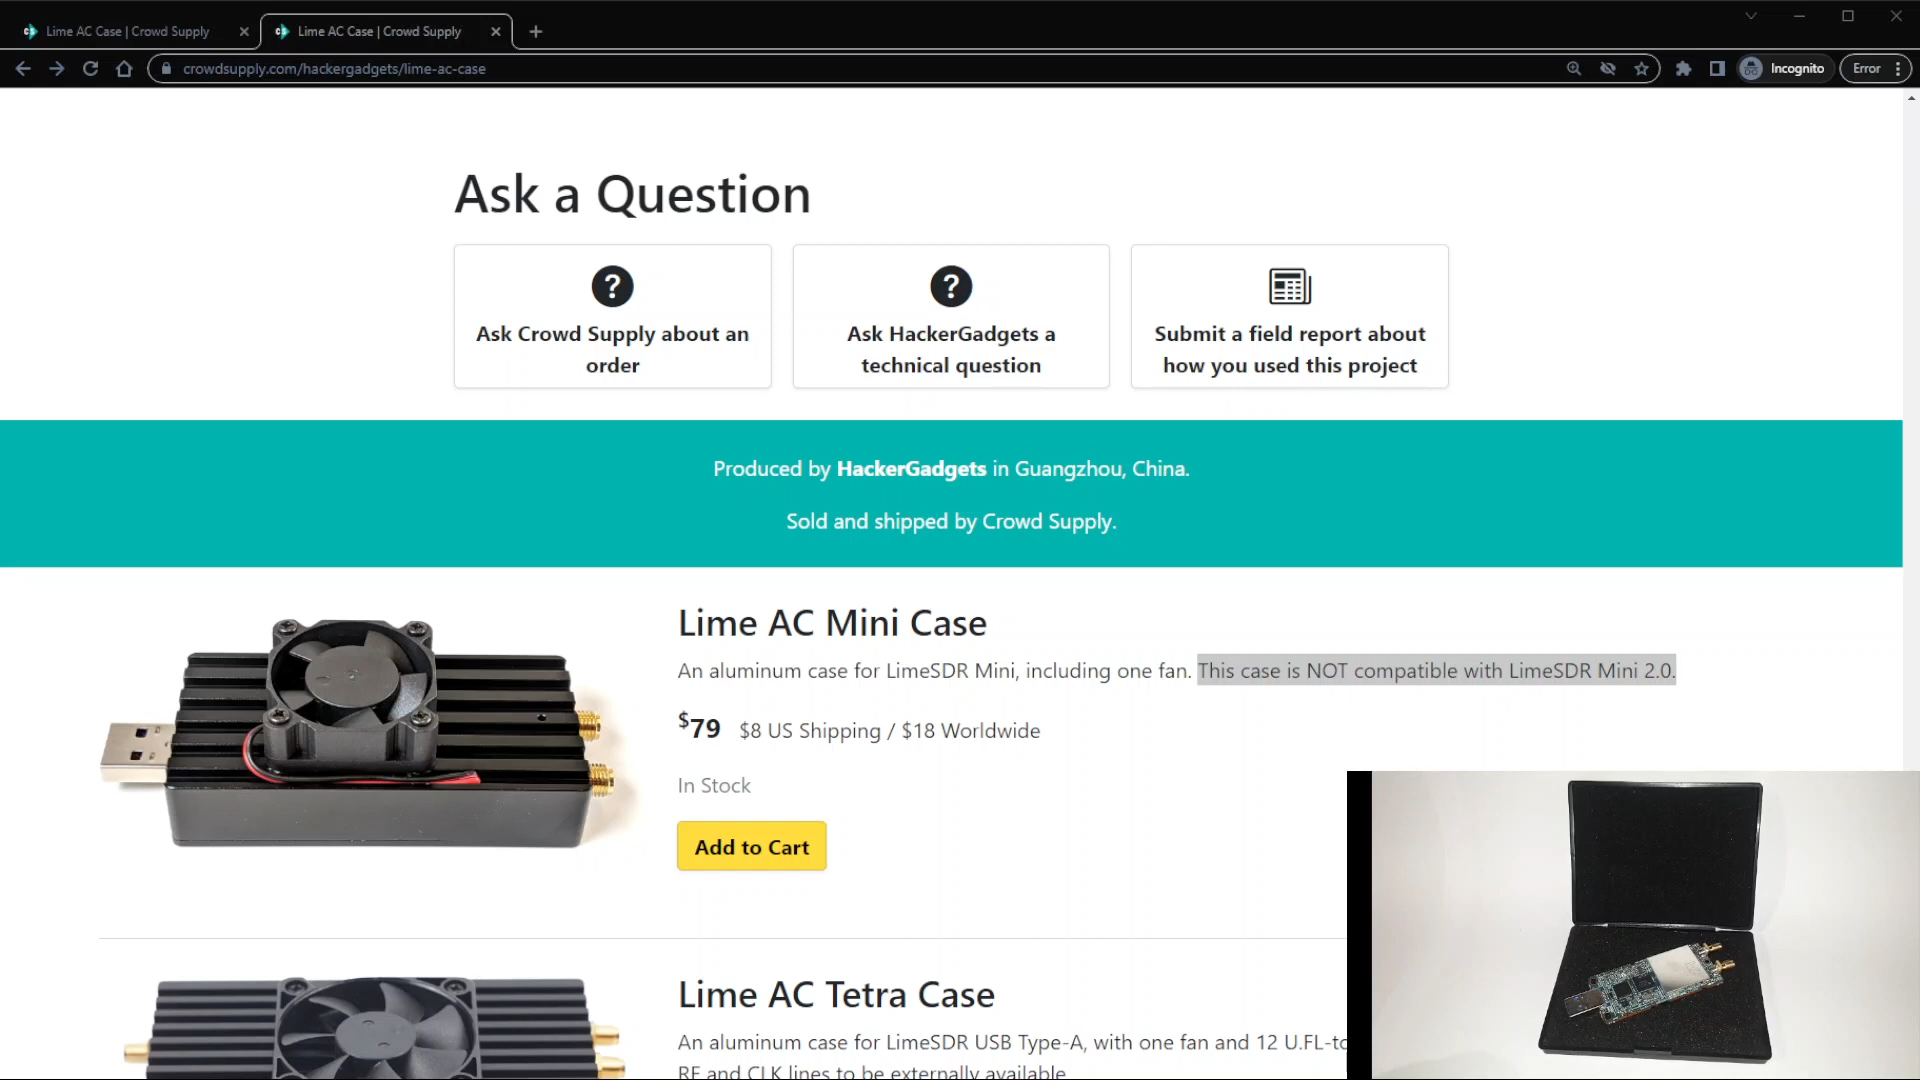 Lime AC Case | Crowd Supply
Lime AC Case | Crowd Supply
crowdsupply.com/hackergadgets/lime-ac-case
Incognito
Error
Ask a Question
Ask Crowd Supply about an
order
Ask HackerGadgets a
technical question
Submit a field report about
how you used this project
Produced by HackerGadgets in Guangzhou, China.
Sold and shipped by Crowd Supply.
Lime AC Mini Case
An aluminum case for LimeSDR Mini, including one fan. This case is NOT compatible with LimeSDR Mini 2.0.
$79 $8 US Shipping / $18 Worldwide
In Stock
Add to Cart
Lime AC Tetra Case
An aluminum case for LimeSDR USB Type-A, with one fan and 12 U.FL-to
RF and CLK lines to be externally available